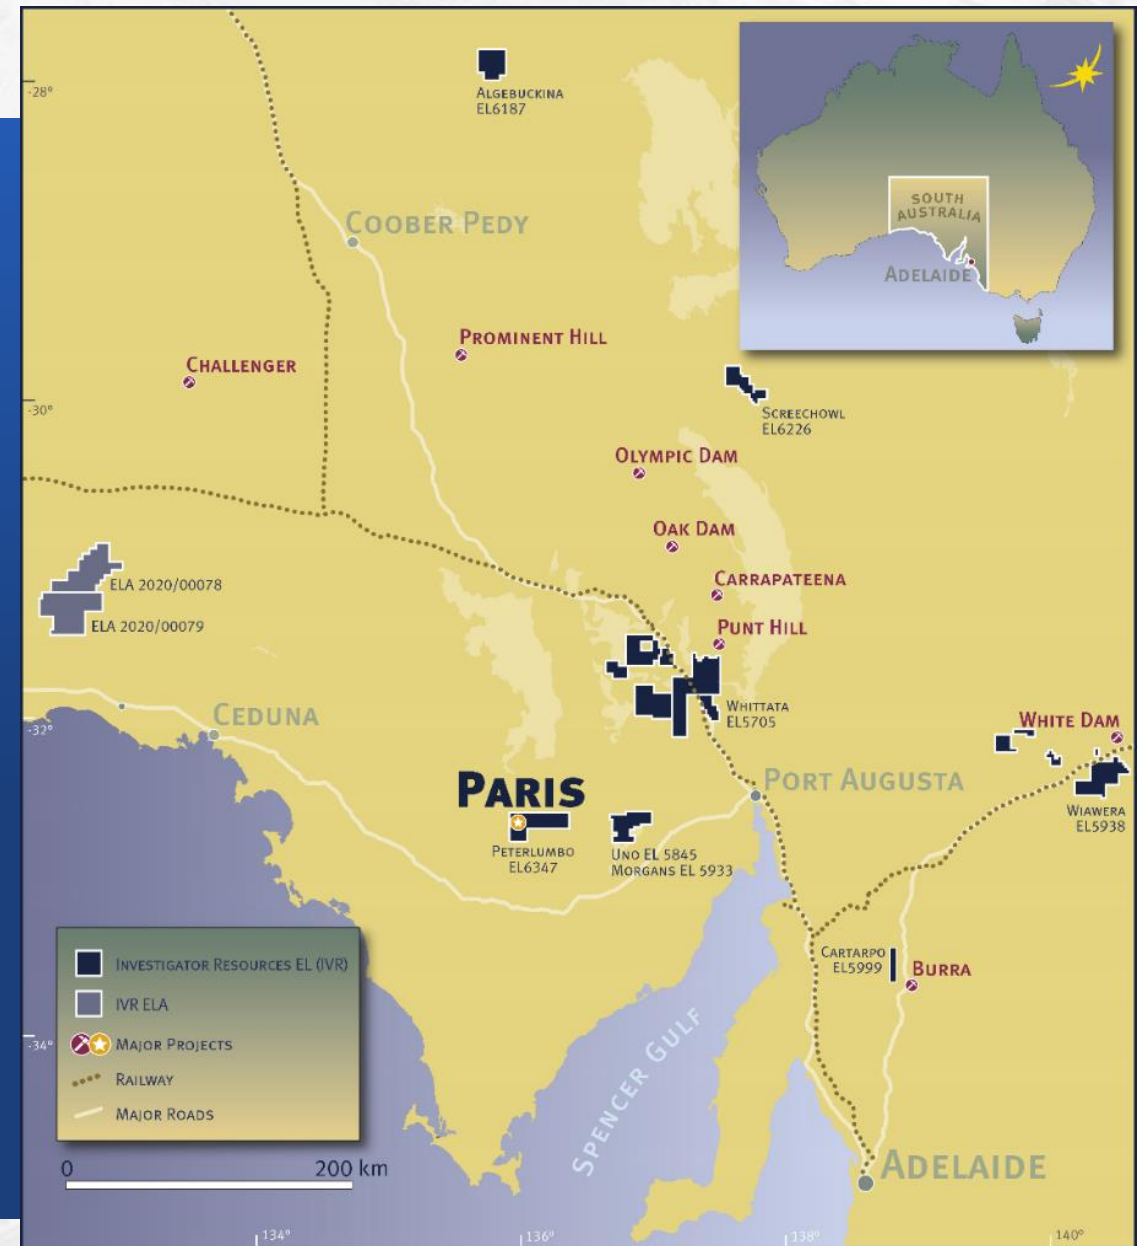 -28°
ALGEBUCKINA
EL6187
SOUTH
AUSTRALIA
ADELAIDE
COOBER PEDY
PROMINENT HILL
CHALLENGER
-30°
SCREECHOWL
EL6226
OLYMPIC DAM
OAK DAM
CARRAPATEENA
ELA 2020/00078
ELA 2020/00079
PUNT HILL
WHITTATA
EL5705
CEDUNA
-32°
WHITE DAM
PARIS
PORT AUGUSTA
WIAWERA
EL5938
PETERLUMBO
EL6347
UNO EL 5845
MORGANS EL 5933
CARTARPO
EL5999
BURRA
INVESTIGATOR RESOURCES EL (IVR)
IVR ELA
MAJOR PROJECTS
RAILWAY
MAJOR ROADS
-34°
SPENCER GULF
0 200 km
ADELAIDE
134° 136° 138° 140°